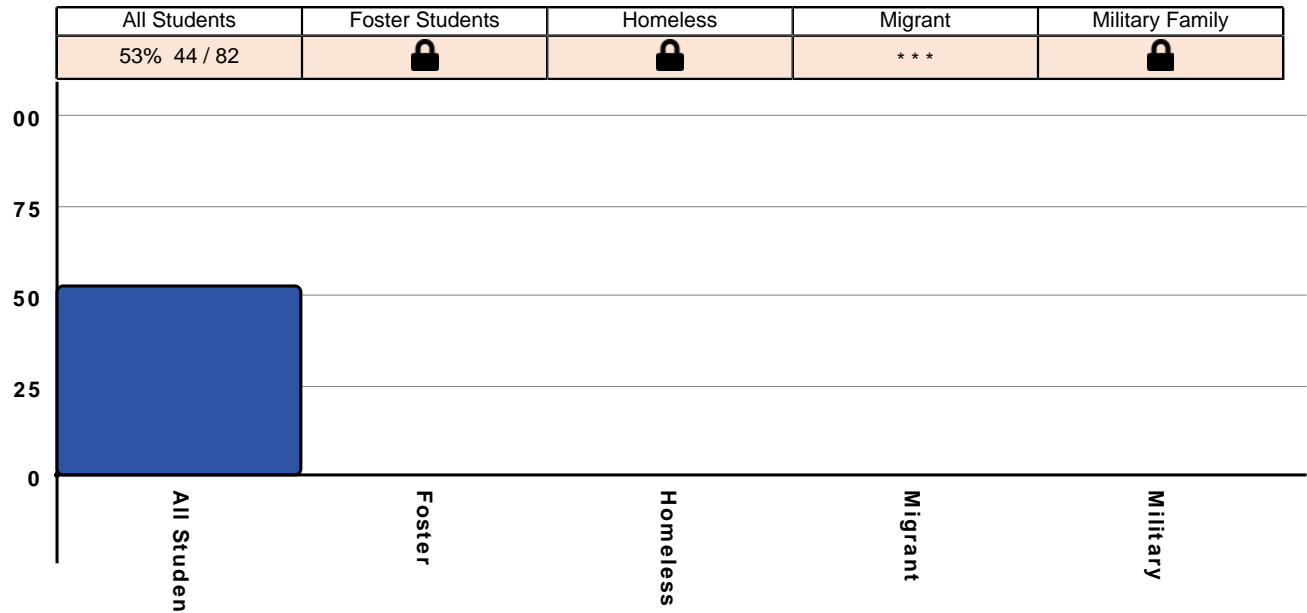 All Students Foster Students Homeless Migrant Military Family
53% 44 / 82 * * *
00
75
50
25
0
All Studen
Foster
Homeless
Migrant
Military